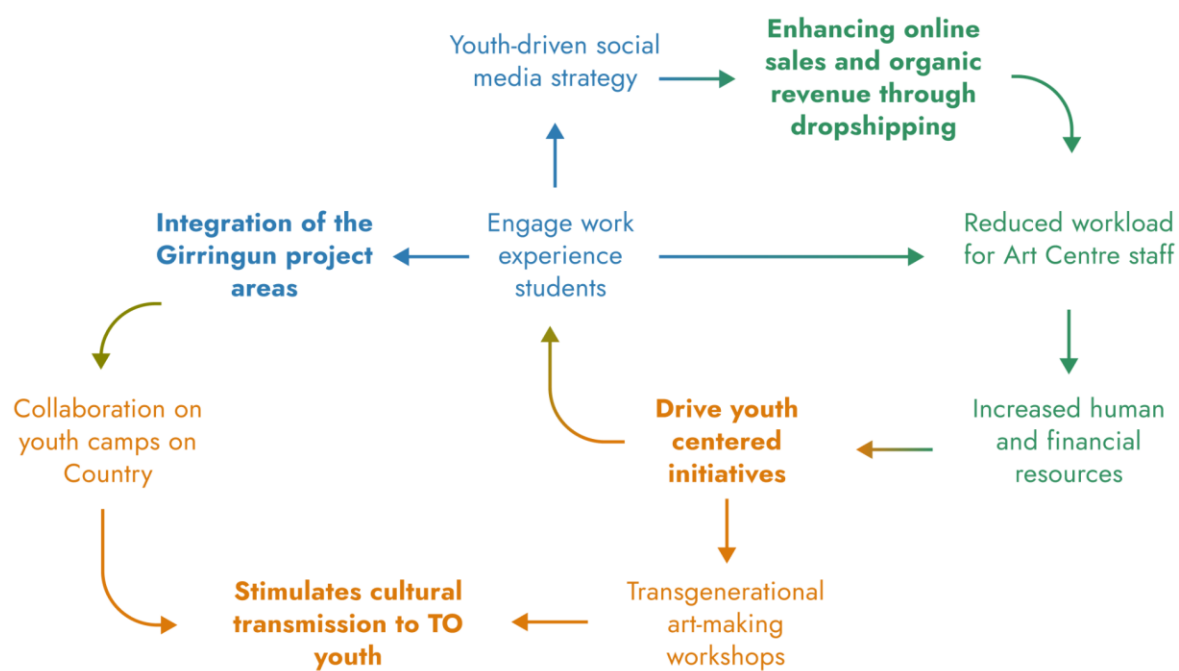 Youth-driven social
media strategy
Enhancing online
sales and organic
revenue through
dropshipping
Integration of the
Girringun project
areas
Engage work
experience
students
Reduced workload
for Art Centre staff
Collaboration on
youth camps on
Country
Drive youth
centered
initiatives
Increased human
and financial
resources
Stimulates cultural
transmission to TO
youth
Transgenerational
art-making
workshops